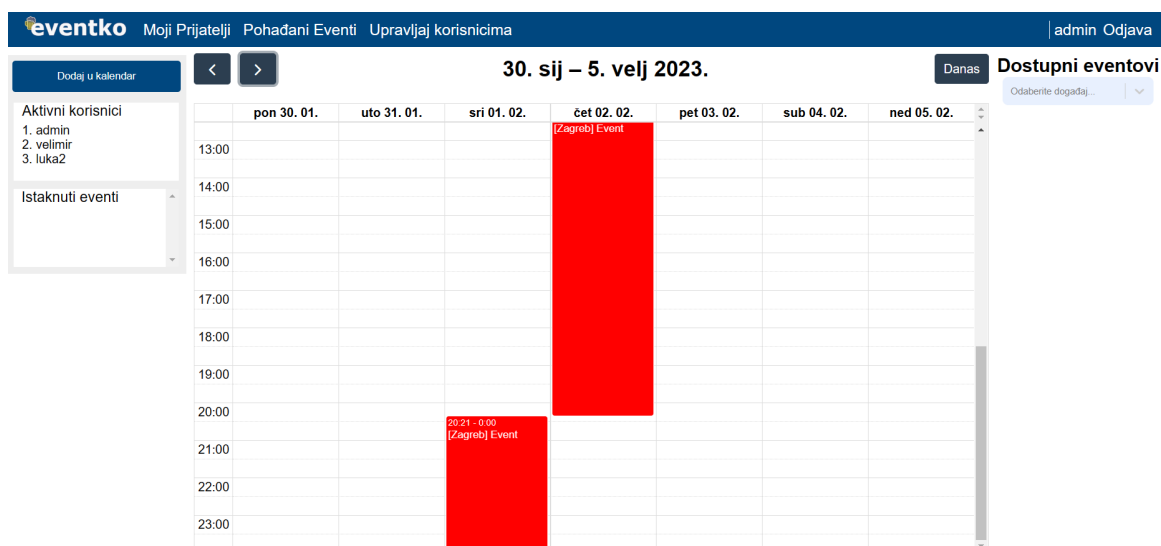 eventko Moji Prijatelji Pohađani Eventi Upravljaj korisnicima admin Odjava
Dodaj u kalendar
Aktivni korisnici
1. admin
2. velimir
3. luka2
Istaknuti eventi
30. sij – 5. velj 2023.
Danas
pon 30. 01. uto 31. 01. sri 01. 02. čet 02. 02. pet 03. 02. sub 04. 02. ned 05. 02.
[Zagreb] Event
13:00
14:00
15:00
16:00
17:00
18:00
19:00
20:00
20:21 - 0:00
[Zagreb] Event
21:00
22:00
23:00
Dostupni eventovi
Odaberite događaj...